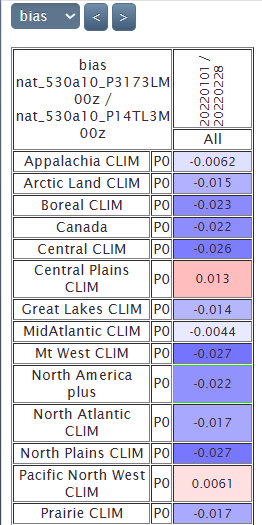 bias
<
>
bias
nat_530a10_P3173LM
00z /
nat_530a10_P14TL3M
00z
20220101 /
20220228
All
Appalachia CLIM P0 -0.0062
Arctic Land CLIM P0 -0.015
Boreal CLIM P0 -0.023
Canada P0 -0.022
Central CLIM P0 -0.026
Central Plains
CLIM P0 0.013
Great Lakes CLIM P0 -0.014
MidAtlantic CLIM P0 -0.0044
Mt West CLIM P0 -0.027
North America
plus P0 -0.022
North Atlantic
CLIM P0 -0.017
North Plains CLIM P0 -0.027
Pacific North West
CLIM P0 0.0061
Prairie CLIM P0 -0.017